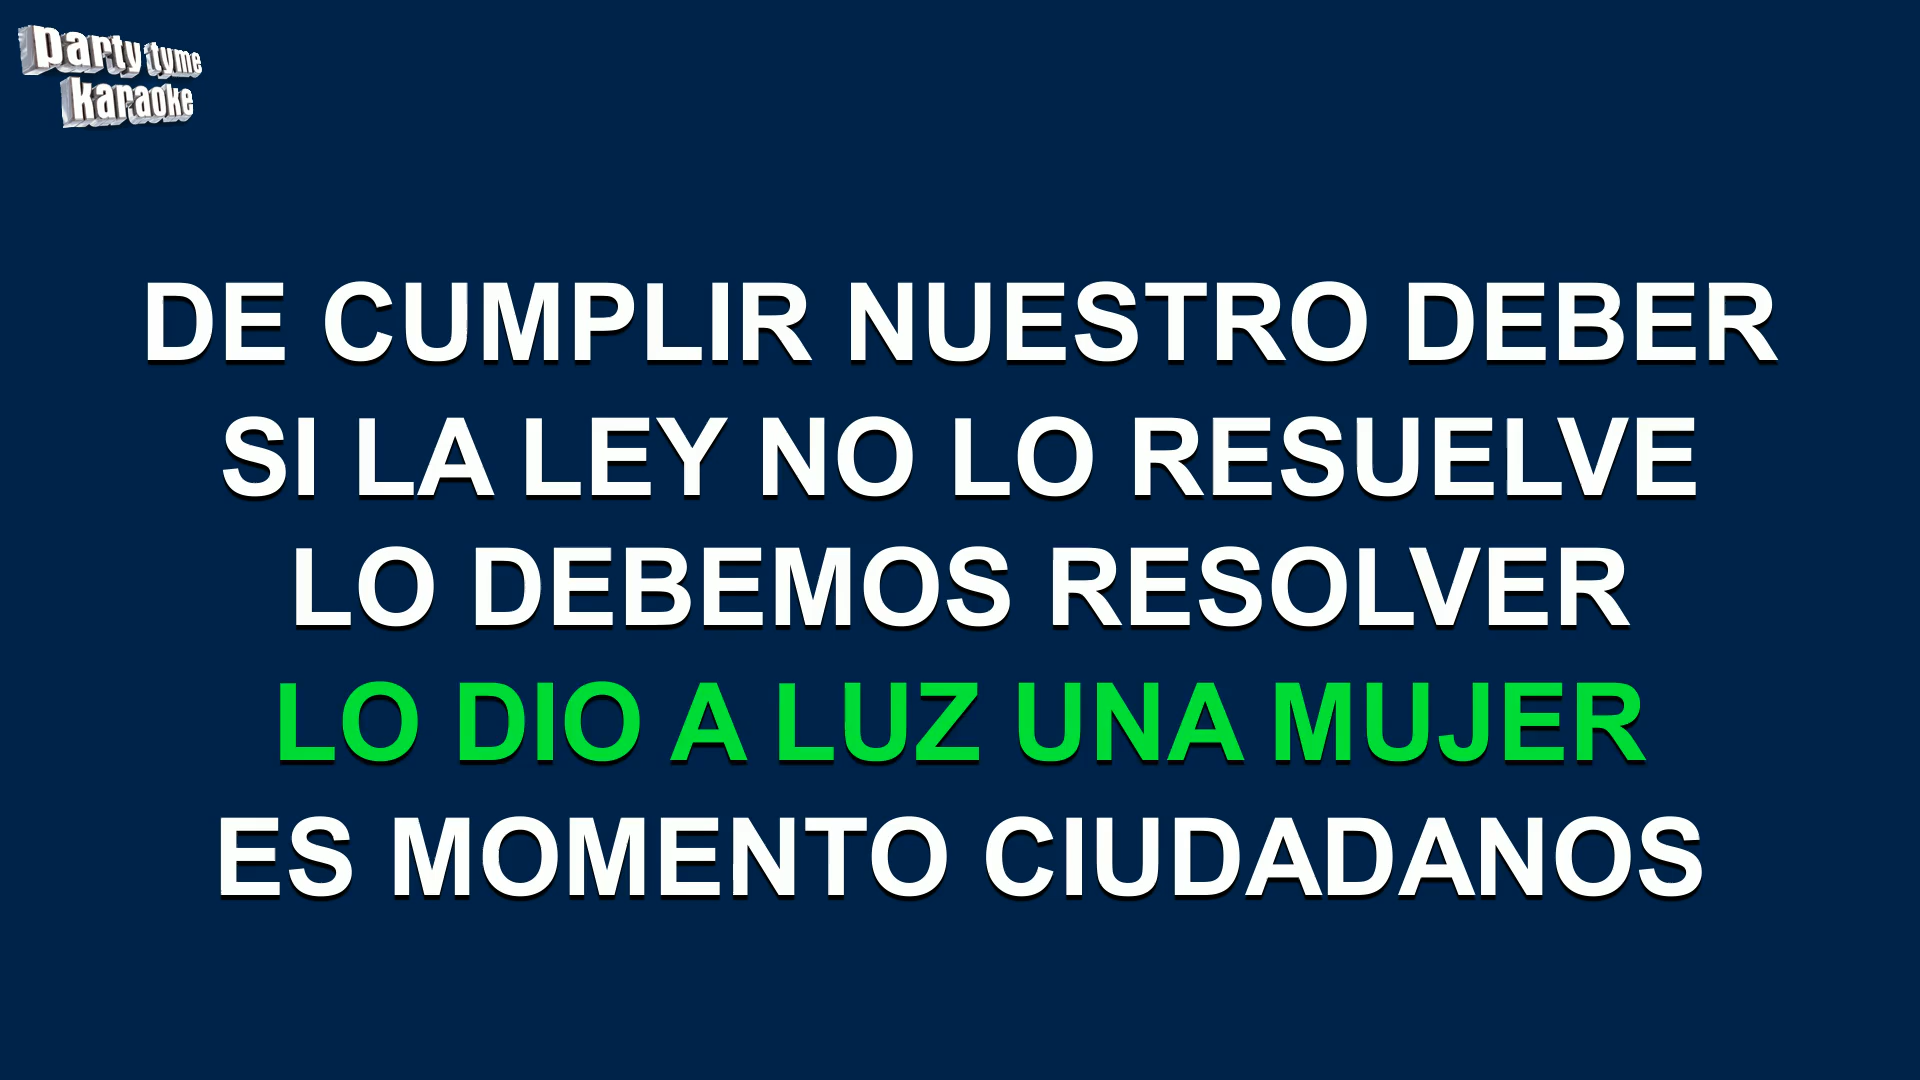 party tyme
karaoke
DE CUMPLIR NUESTRO DEBER
SI LA LEY NO LO RESUELVE
LO DEBEMOS RESOLVER
LO DIO A LUZ UNA MUJER
ES MOMENTO CIUDADANOS